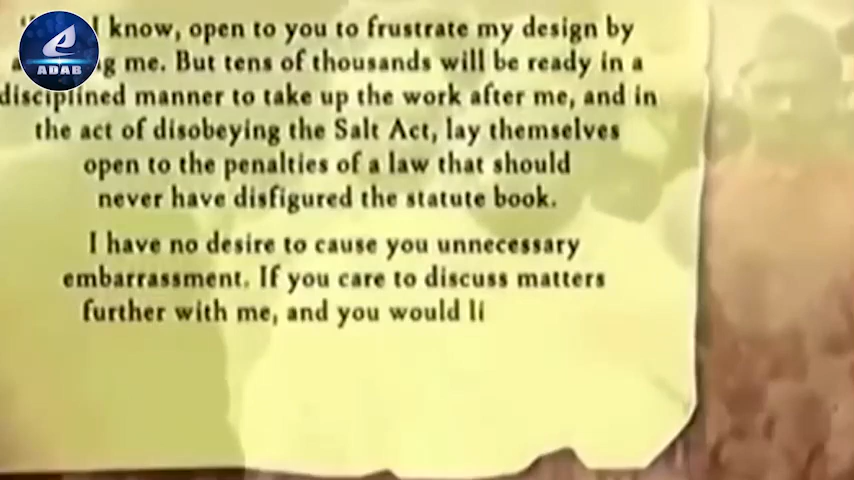 I know, open to you to frustrate my design by
me. But tens of thousands will be ready in a
disciplined manner to take up the work after me, and in
the act of disobeying the Salt Act, lay themselves
open to the penalties of a law that should
never have disfigured the statute book.
I have no desire to cause you unnecessary
embarrassment. If you care to discuss matters
further with me, and you would li
ADAB